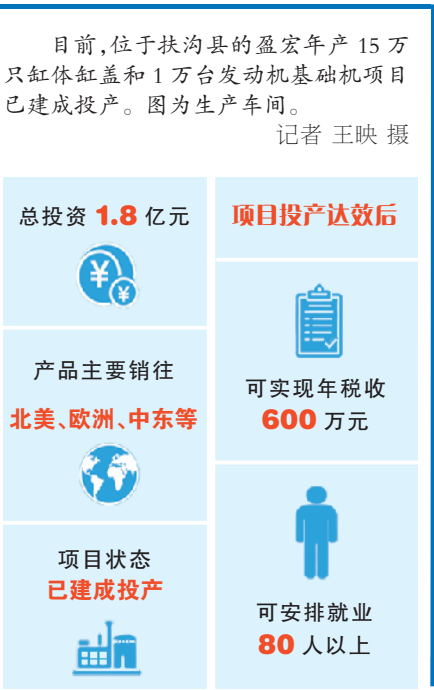 目前,位于扶沟县的盈宏年产 15 万
只缸体缸盖和 1 万台发动机基础机项目
已建成投产。图为生产车间。
记者 王映 摄
总投资 1.8 亿元
¥
¥
产品主要销往
北美、欧洲、中东等
项目状态
已建成投产
项目投产达效后
可实现年税收
600 万元
可安排就业
80 人以上